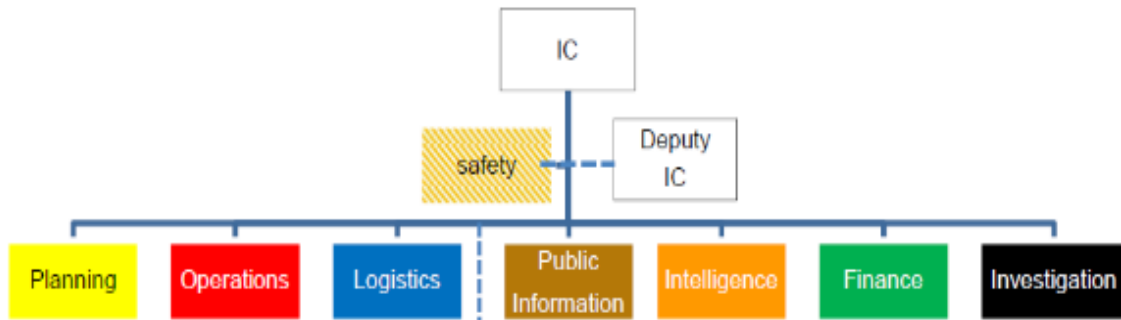 IC
safety
Deputy
IC
Planning
Operations
Logistics
Public
Information
Intelligence
Finance
Investigation